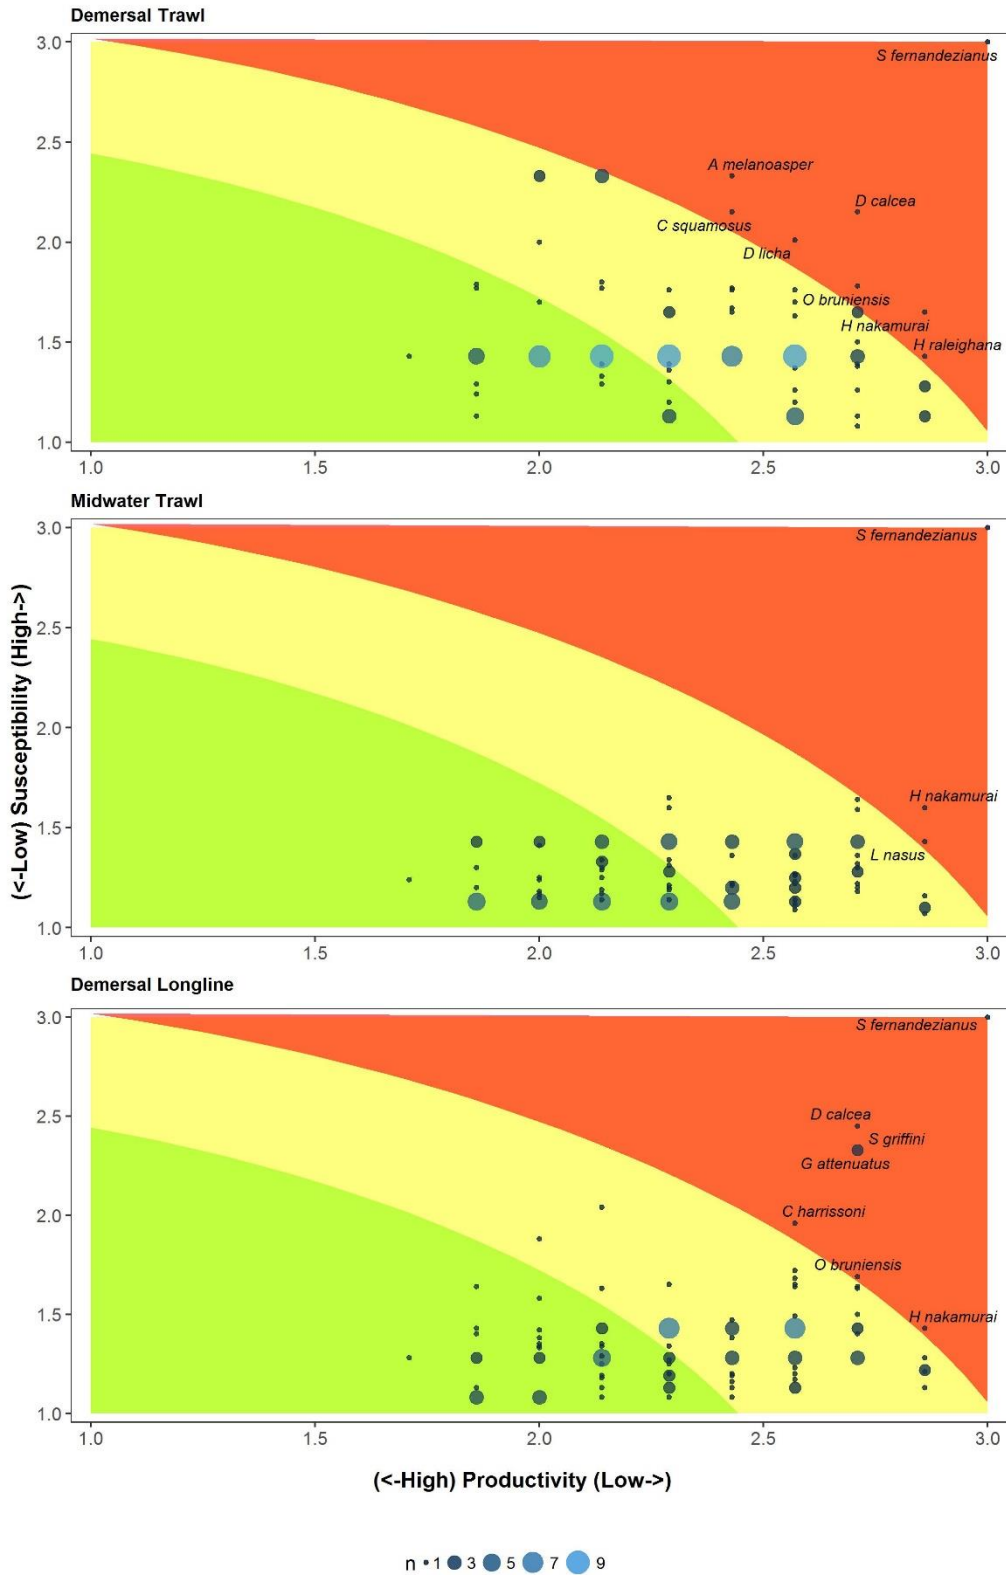 Demersal Trawl
3.0
S fernandezianus
2.5
A melanoasper
D calcea
C squamosus
2.0
D licha
O bruniensis
1.5
H nakamurai
H raleighana
1.0
1.0 1.5 2.0 2.5 3.0
Midwater Trawl
3.0
S fernandezianus
2.5
(<-Low) Susceptibility (High->)
2.0
H nakamurai
1.5
L nasus
1.0
1.0 1.5 2.0 2.5 3.0
Demersal Longline
3.0
S fernandezianus
2.5
D calcea
S griffini
G attenuatus
2.0
C harrissoni
O bruniensis
1.5
H nakamurai
1.0
1.0 1.5 2.0 2.5 3.0
(<-High) Productivity (Low->)
n 1 3 5 7 9